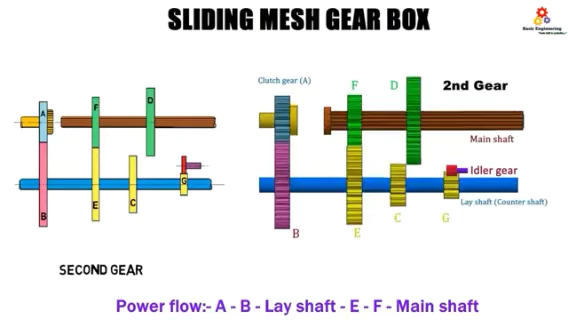 SLIDING MESH GEAR BOX
Basic Engineering
A
F
D
B
E
C
G
SECOND GEAR
Clutch gear (A)
F
D
2nd Gear
Main shaft
Idler gear
Lay shaft (Counter shaft)
B
E
C
G
Power flow:- A - B - Lay shaft - E - F - Main shaft